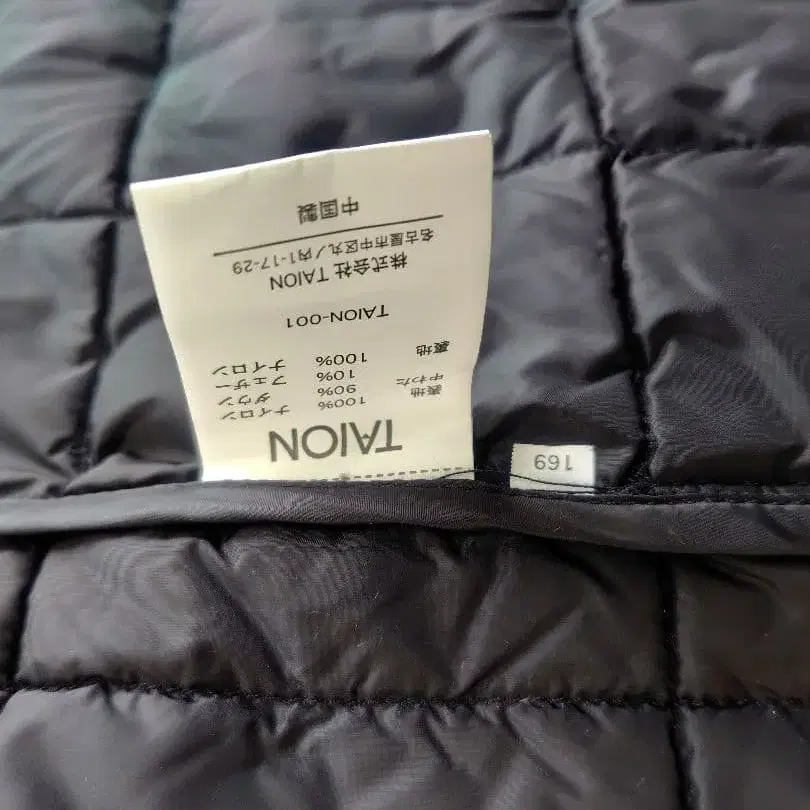 TAION
表地 ナイロン 100%
中わた ダウン 90%
フェザー 10%
裏地 ナイロン 100%
TAION-001
株式会社 TAION
名古屋市中区丸ノ内1-17-29
中国製
169